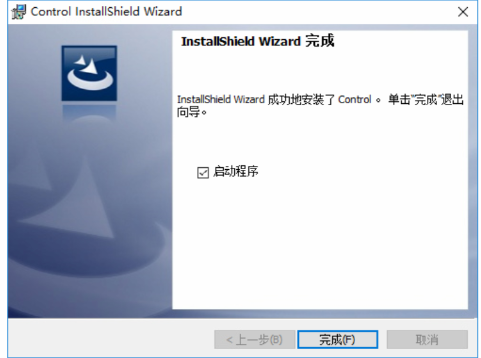 Control InstallShield Wizard
InstallShield Wizard 完成
InstallShield Wizard 成功地安装了 Control 。 单击"完成"退出
向导。
启动程序
< 上一步(B)
完成(F)
取消